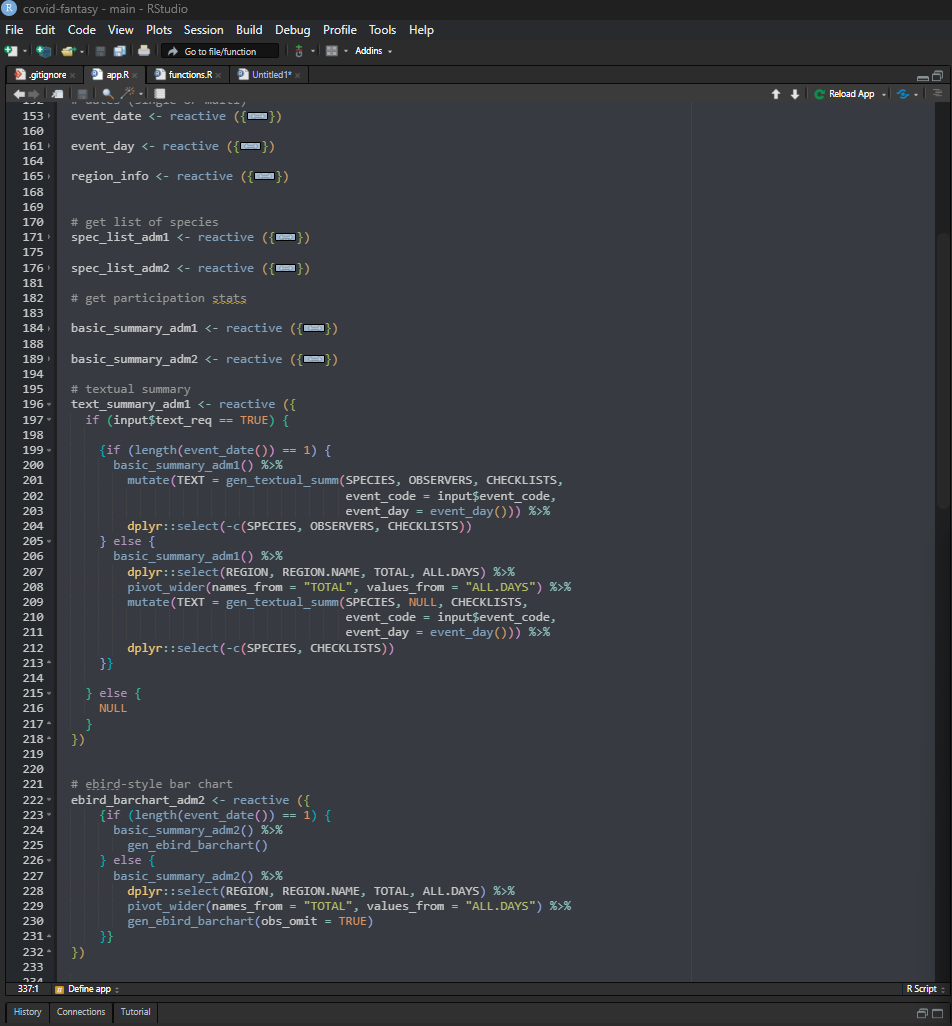 corvid-fantasy - main - RStudio
File Edit Code View Plots Session Build Debug Profile Tools Help
Go to file/function Addins
.gitignore app.R functions.R Untitled1*
Reload App
153 event_date <- reactive ({})
160
161 event_day <- reactive ({})
164
165 region_info <- reactive ({})
168
169
170 # get list of species
171 spec_list_adm1 <- reactive ({})
175
176 spec_list_adm2 <- reactive ({})
181
182 # get participation stats
183
184 basic_summary_adm1 <- reactive ({})
188
189 basic_summary_adm2 <- reactive ({})
194
195 # textual summary
196 text_summary_adm1 <- reactive ({
197 if (input$text_req == TRUE) {
198
199 {if (length(event_date()) == 1) {
200 basic_summary_adm1() %>%
201 mutate(TEXT = gen_textual_summ(SPECIES, OBSERVERS, CHECKLISTS,
202 event_code = input$event_code,
203 event_day = event_day())) %>%
204 dplyr::select(-c(SPECIES, OBSERVERS, CHECKLISTS))
205 } else {
206 basic_summary_adm1() %>%
207 dplyr::select(REGION, REGION.NAME, TOTAL, ALL.DAYS) %>%
208 pivot_wider(names_from = "TOTAL", values_from = "ALL.DAYS") %>%
209 mutate(TEXT = gen_textual_summ(SPECIES, NULL, CHECKLISTS,
210 event_code = input$event_code,
211 event_day = event_day())) %>%
212 dplyr::select(-c(SPECIES, CHECKLISTS))
213 }}
214
215 } else {
216 NULL
217 }
218 })
219
220
221 # ebird-style bar chart
222 ebird_barchart_adm2 <- reactive ({
223 {if (length(event_date()) == 1) {
224 basic_summary_adm2() %>%
225 gen_ebird_barchart()
226 } else {
227 basic_summary_adm2() %>%
228 dplyr::select(REGION, REGION.NAME, TOTAL, ALL.DAYS) %>%
229 pivot_wider(names_from = "TOTAL", values_from = "ALL.DAYS") %>%
230 gen_ebird_barchart(obs_omit = TRUE)
231 }}
232 })
233
337:1 Define app R Script
History Connections Tutorial